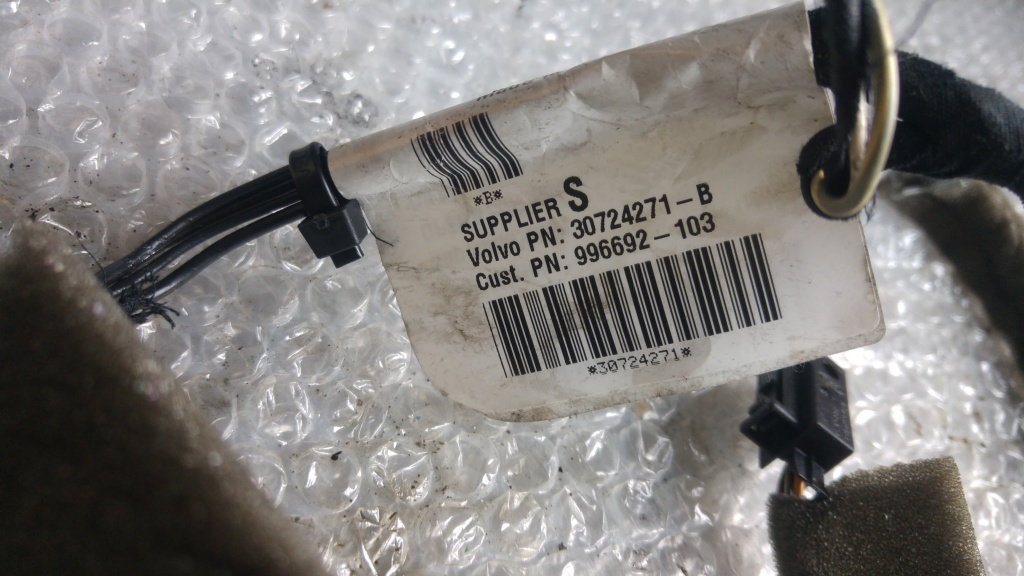 *B*
SUPPLIER S
Volvo PN: 30724271-B
Cust. PN: 996692-103
*30724271*